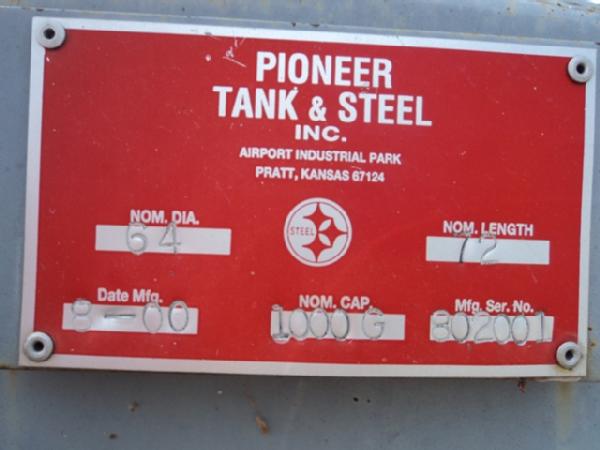 PIONEER
TANK & STEEL
INC.
AIRPORT INDUSTRIAL PARK
PRATT, KANSAS 67124
NOM. DIA.
64
STEEL
NOM. LENGTH
72
Date Mfg.
8-00
NOM. CAP.
1000 G
Mfg. Ser. No.
802001